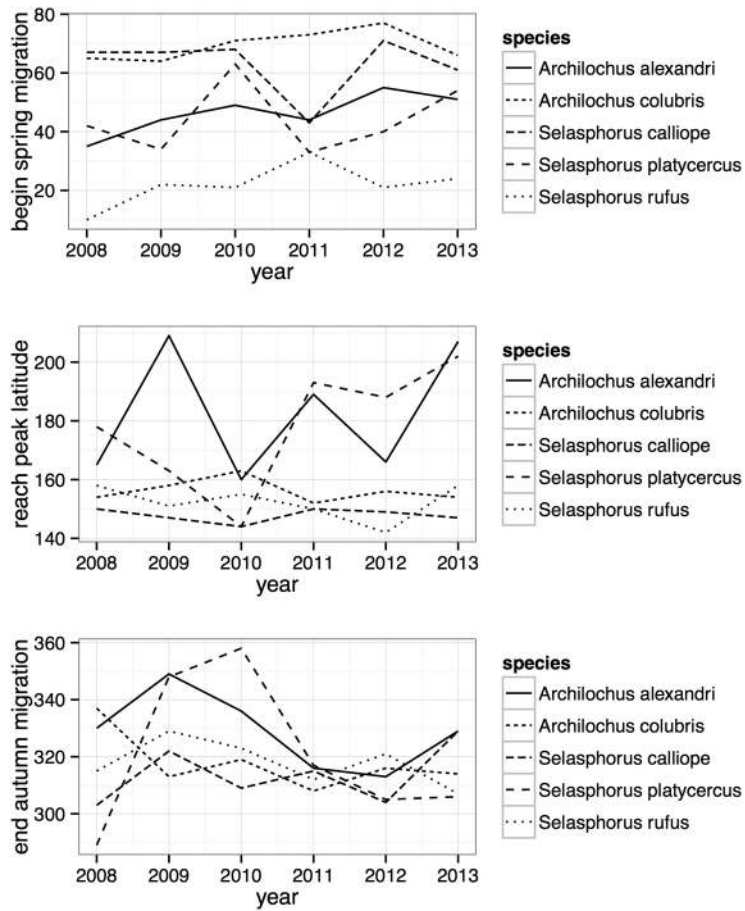 begin spring migration
80
60
40
20
2008 2009 2010 2011 2012 2013
year
species
Archilochus alexandri
Archilochus colubris
Selasphorus calliope
Selasphorus platycercus
Selasphorus rufus
reach peak latitude
200
180
160
140
2008 2009 2010 2011 2012 2013
year
species
Archilochus alexandri
Archilochus colubris
Selasphorus calliope
Selasphorus platycercus
Selasphorus rufus
end autumn migration
360
340
320
300
2008 2009 2010 2011 2012 2013
year
species
Archilochus alexandri
Archilochus colubris
Selasphorus calliope
Selasphorus platycercus
Selasphorus rufus